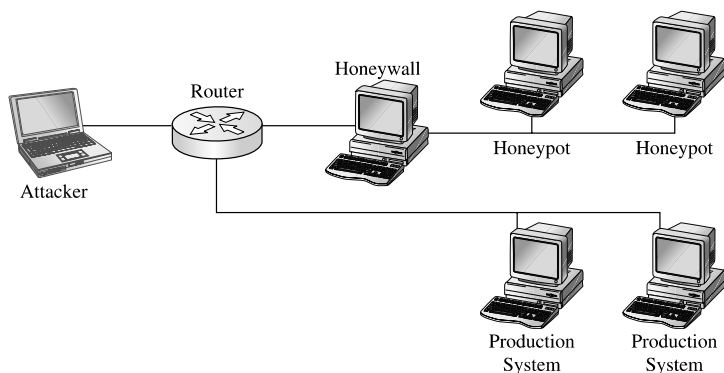 Honeywall
Router
Attacker
Honeypot
Honeypot
Production
System
Production
System